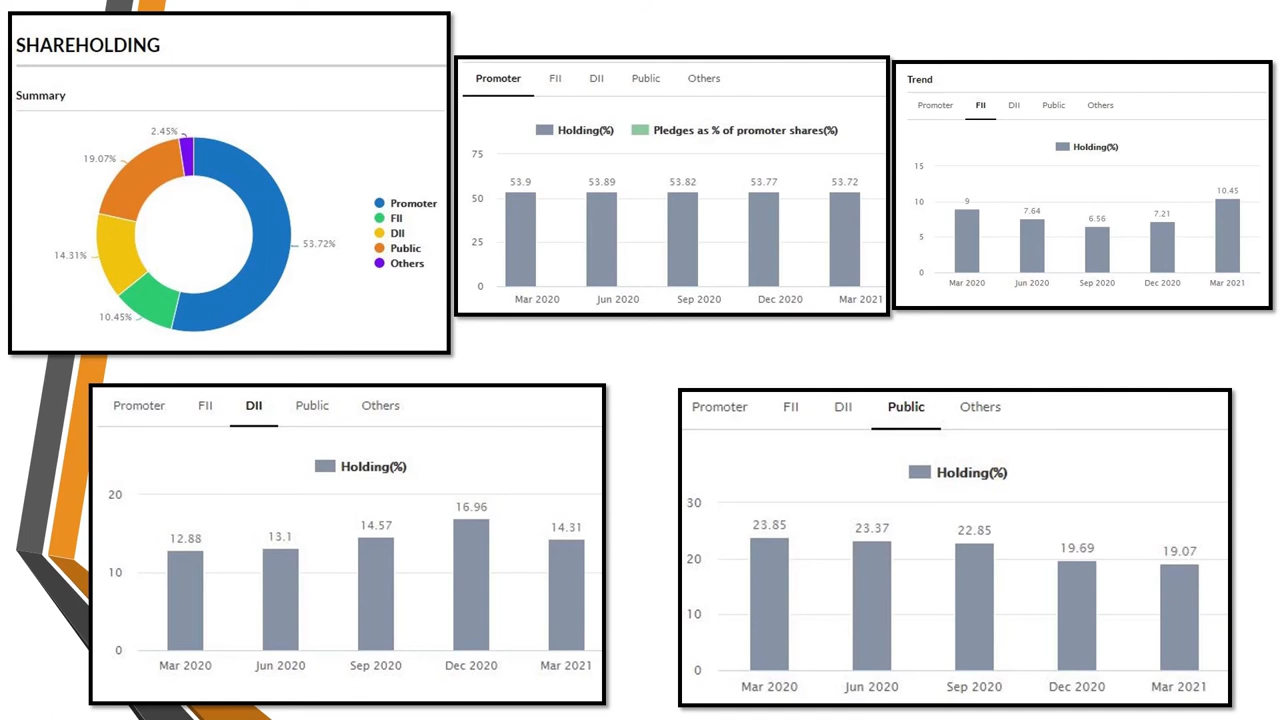 SHAREHOLDING
Summary
2.45%
19.07%
53.72%
14.31%
10.45%
Promoter
FII
DII
Public
Others
Promoter FII DII Public Others
Holding(%) Pledges as % of promoter shares(%)
75
53.9 53.89 53.82 53.77 53.72
50
25
0
Mar 2020 Jun 2020 Sep 2020 Dec 2020 Mar 2021
Trend
Promoter FII DII Public Others
Holding(%)
15
10.45
10
9 7.64 6.56 7.21
5
0
Mar 2020 Jun 2020 Sep 2020 Dec 2020 Mar 2021
Promoter FII DII Public Others
Holding(%)
20
12.88 13.1 14.57 16.96 14.31
10
0
Mar 2020 Jun 2020 Sep 2020 Dec 2020 Mar 2021
Promoter FII DII Public Others
Holding(%)
30
23.85 23.37 22.85 19.69 19.07
20
10
0
Mar 2020 Jun 2020 Sep 2020 Dec 2020 Mar 2021